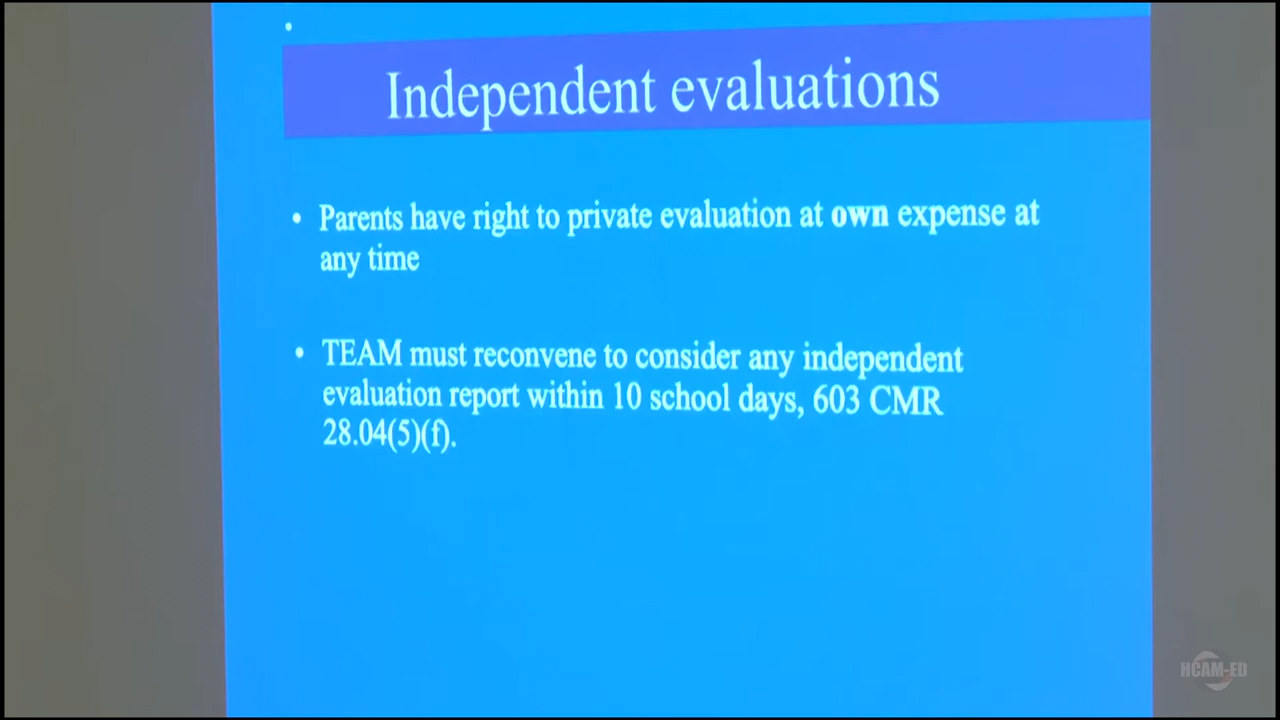 Independent evaluations
• Parents have right to private evaluation at own expense at
any time
• TEAM must reconvene to consider any independent
evaluation report within 10 school days, 603 CMR
28.04(5)(f).
HCAM-ED